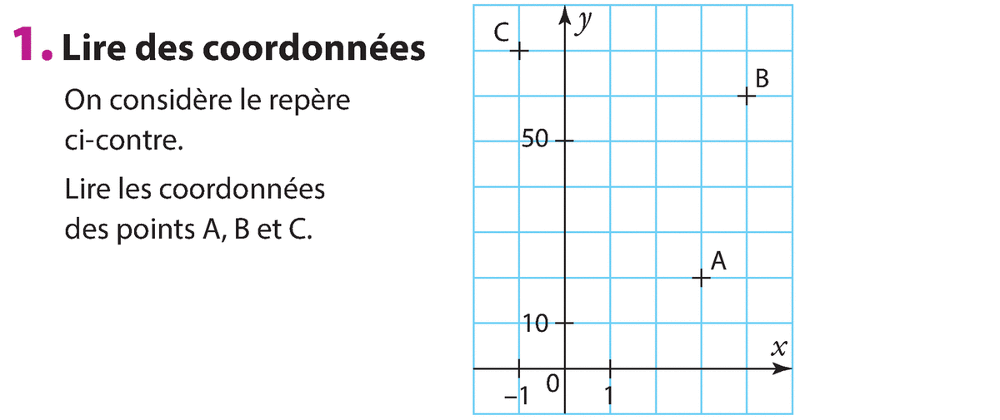 1. Lire des coordonnées
On considère le repère
ci-contre.
Lire les coordonnées
des points A, B et C.
C
y
B
50
A
10
x
0
–1
1